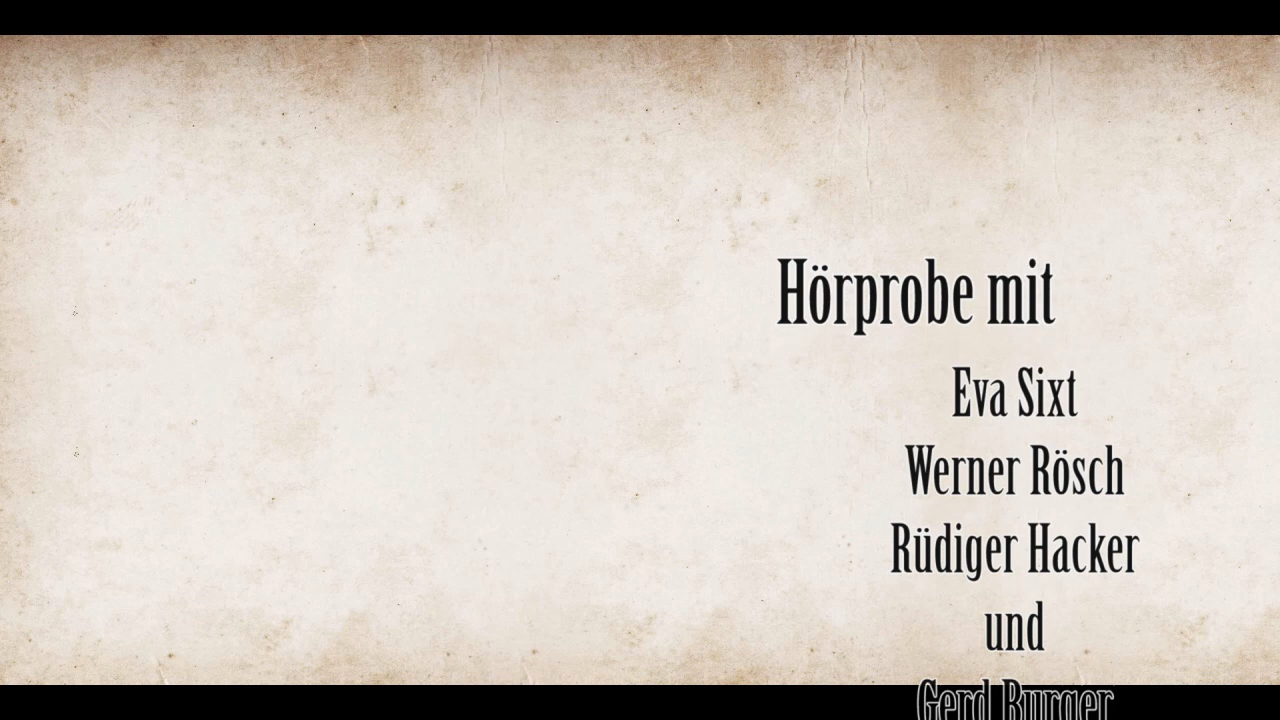 Hörprobe mit
Eva Sixt
Werner Rösch
Rüdiger Hacker
und
Gerd Burger